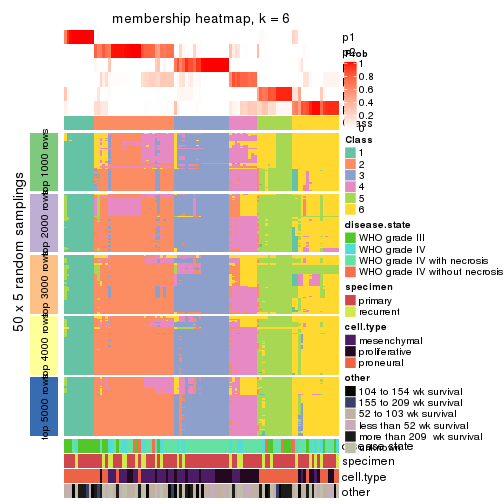 membership heatmap, k = 6
p1
p2
Prob
1
0.8
0.6
0.4
0.2
0
Class
1
2
3
4
5
6
disease.state
WHO grade III
WHO grade IV
WHO grade IV with necrosis
WHO grade IV without necrosis
specimen
primary
recurrent
cell.type
mesenchymal
proliferative
proneural
other
104 to 154 wk survival
155 to 209 wk survival
52 to 103 wk survival
less than 52 wk survival
more than 209 wk survival
unknown
50 x 5 random samplings
top 1000 rows
top 2000 rows
top 3000 rows
top 4000 rows
top 5000 rows
disease.state
specimen
cell.type
other